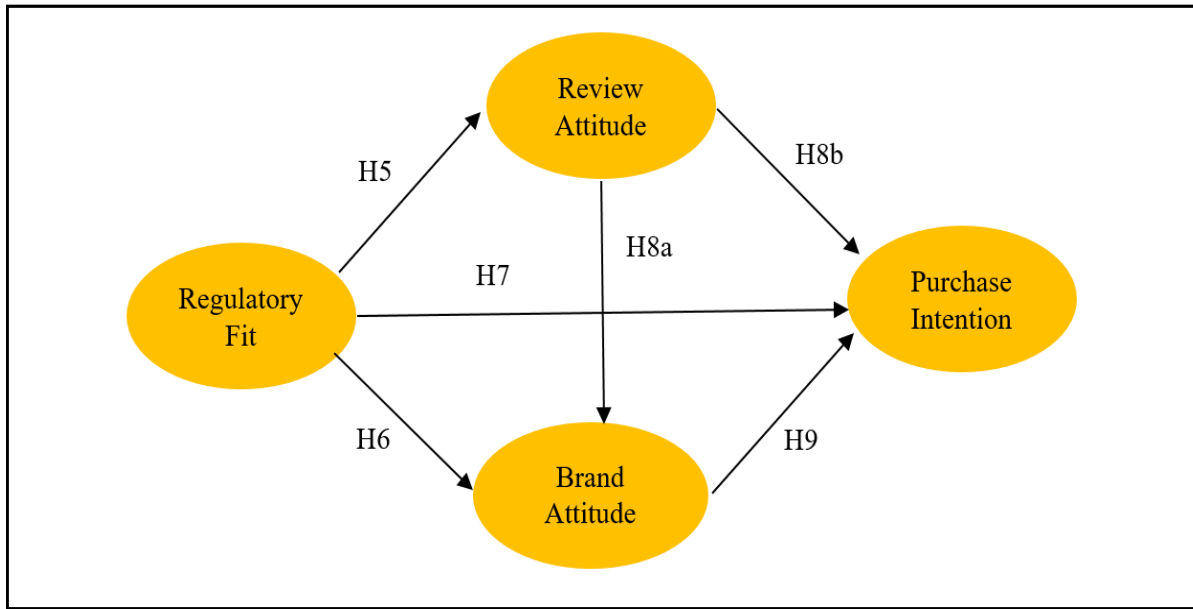 Review
Attitude
H5
H8b
H8a
H7
Regulatory
Fit
Purchase
Intention
H6
H9
Brand
Attitude